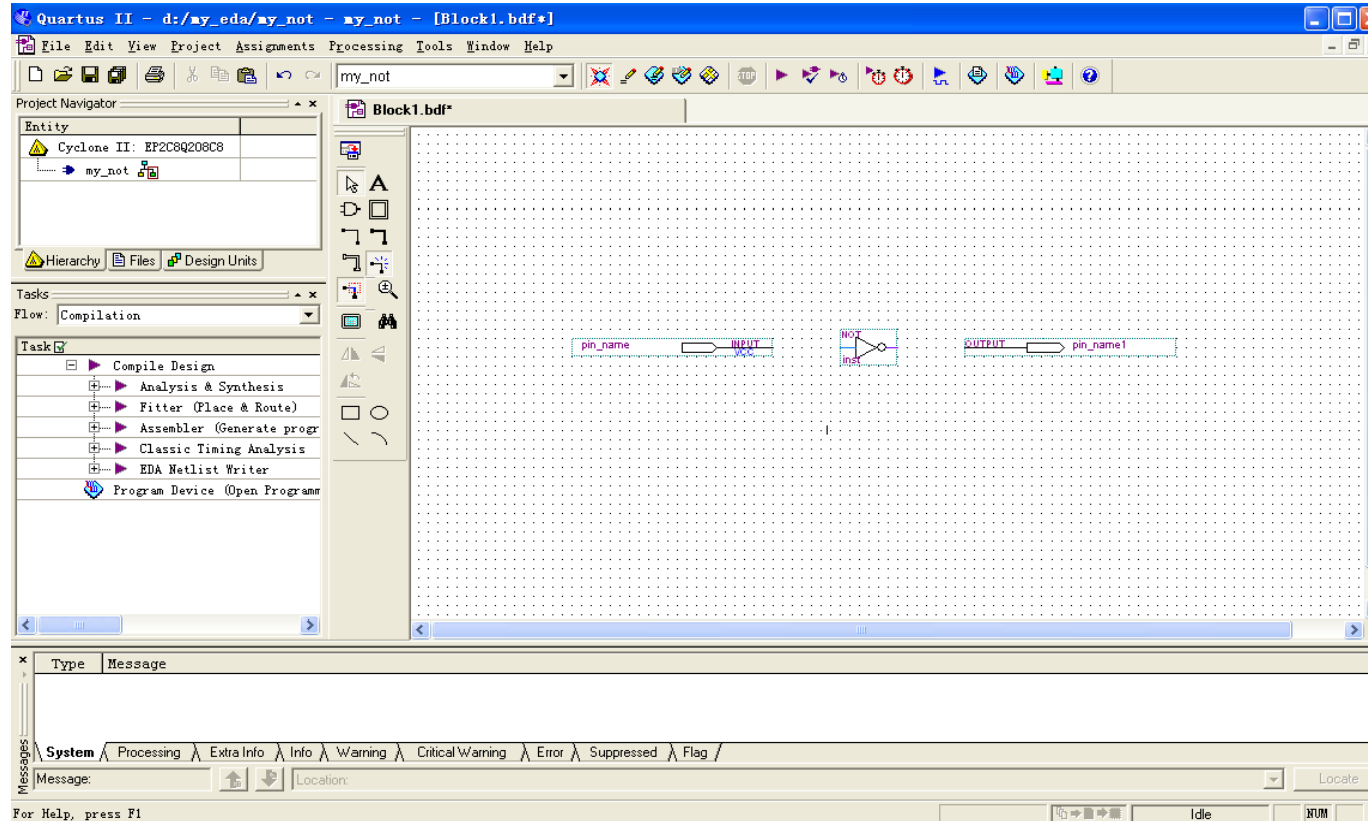 Quartus II - d:/my_eda/my_not - my_not - [Block1.bdf*]
File Edit View Project Assignments Processing Tools Window Help
my_not
STOP
Project Navigator
Entity
Cyclone II: EP2C8Q208C8
my_not
Hierarchy Files Design Units
Tasks
Flow: Compilation
Task
Compile Design
Analysis & Synthesis
Fitter (Place & Route)
Assembler (Generate progr
Classic Timing Analysis
EDA Netlist Writer
Program Device (Open Programm
Block1.bdf*
A
pin_name INPUT
VCC
NOT
inst
OUTPUT pin_name1
Type Message
System Processing Extra Info Info Warning Critical Warning Error Suppressed Flag
Messages
Message: Location: Locate
For Help, press F1 Idle NUM